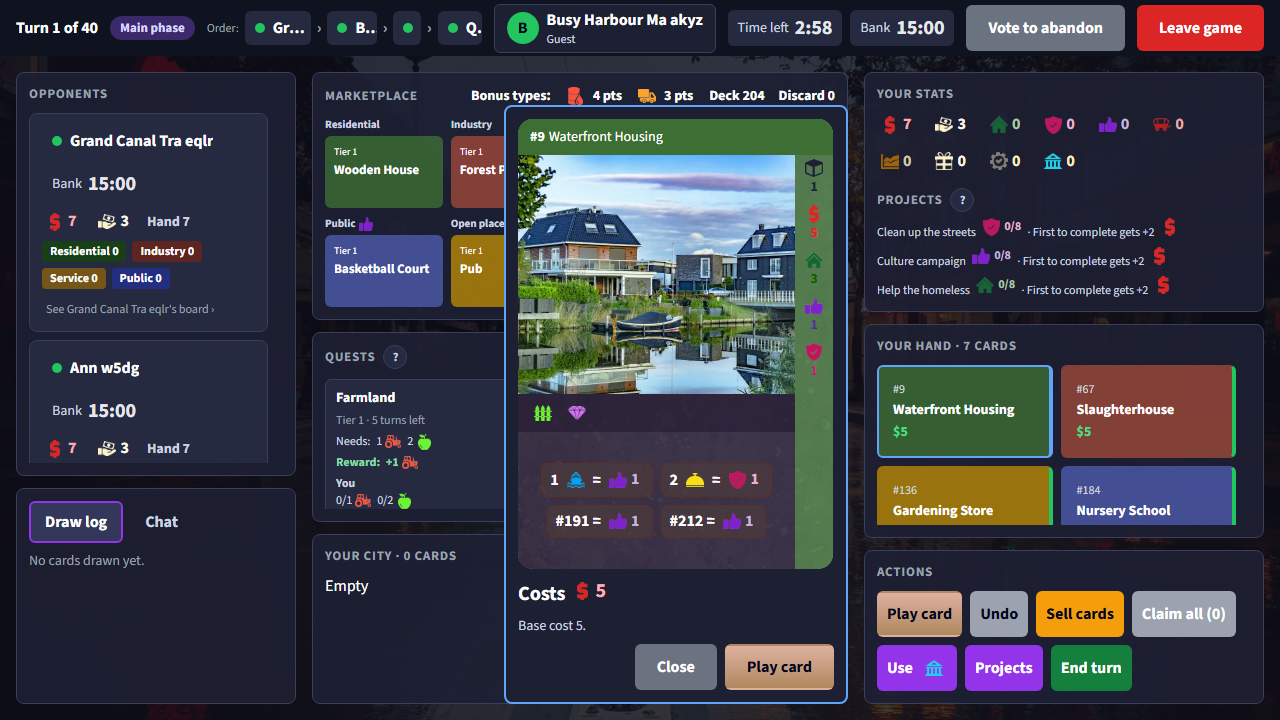 Turn 1 of 40
Main phase
Order:
Gr...
›
B...
›
›
Q.
B
Busy Harbour Ma akyz
Guest
Time left 2:58
Bank 15:00
Vote to abandon
Leave game
OPPONENTS
Grand Canal Tra eqlr
Bank 15:00
7
3
Hand 7
Residential 0
Industry 0
Service 0
Public 0
See Grand Canal Tra eqlr's board ›
Ann w5dg
Bank 15:00
7
3
Hand 7
Draw log
Chat
No cards drawn yet.
MARKETPLACE
Bonus types:
4 pts
3 pts
Deck 204
Discard 0
Residential
Industry
Tier 1
Wooden House
Tier 1
Forest P
Public
Open place
Tier 1
Basketball Court
Tier 1
Pub
QUESTS
?
Farmland
Tier 1 · 5 turns left
Needs: 1
2
Reward: +1
You
0/1
0/2
YOUR CITY · 0 CARDS
Empty
#9 Waterfront Housing
1
$
5
3
1
1
1 = 1
2 = 1
#191 = 1
#212 = 1
Costs $ 5
Base cost 5.
Close
Play card
YOUR STATS
$ 7
3
0
0
0
0
0
0
0
0
PROJECTS
?
Clean up the streets 0/8 · First to complete gets +2 $
Culture campaign 0/8 · First to complete gets +2 $
Help the homeless 0/8 · First to complete gets +2 $
YOUR HAND · 7 CARDS
#9
Waterfront Housing
$5
#67
Slaughterhouse
$5
#136
Gardening Store
#184
Nursery School
ACTIONS
Play card
Undo
Sell cards
Claim all (0)
Use
Projects
End turn